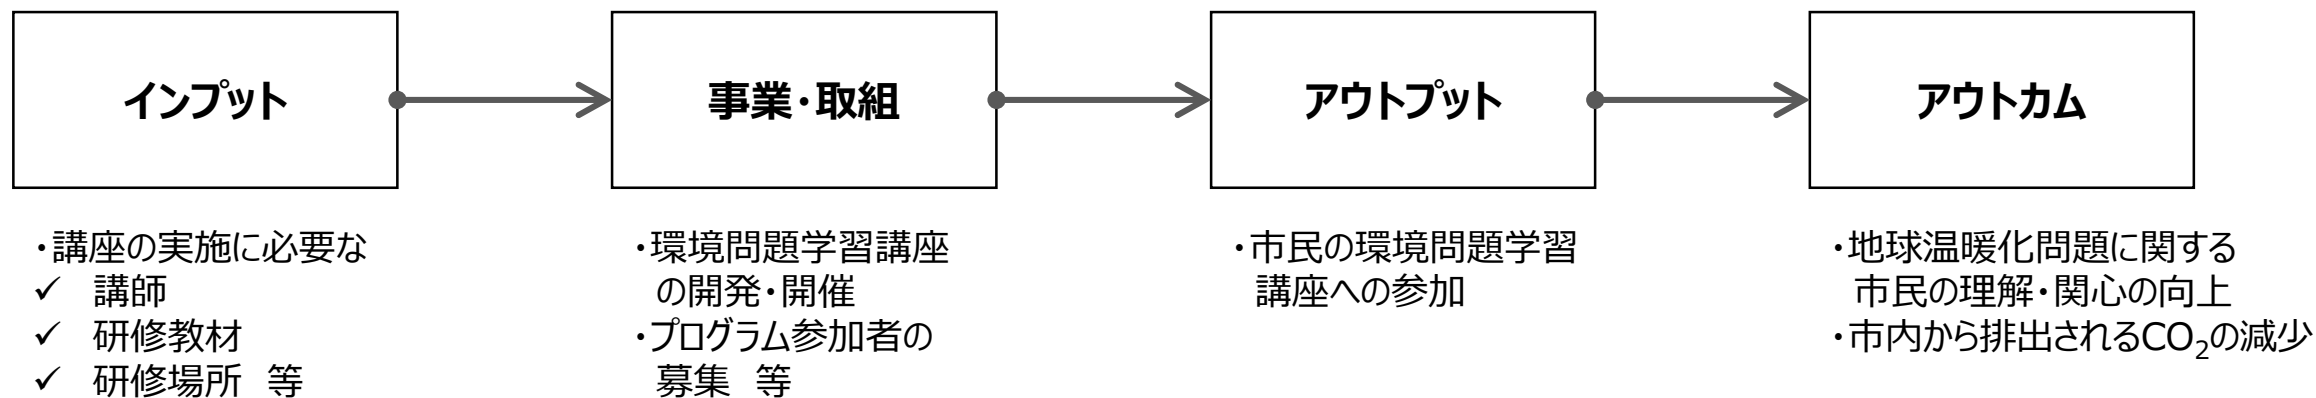 インプット
事業・取組
アウトプット
アウトカム
・講座の実施に必要な
✓ 講師
✓ 研修教材
✓ 研修場所 等
・環境問題学習講座
の開発・開催
・プログラム参加者の
募集 等
・市民の環境問題学習
講座への参加
・地球温暖化問題に関する
市民の理解・関心の向上
・市内から排出されるCO₂の減少